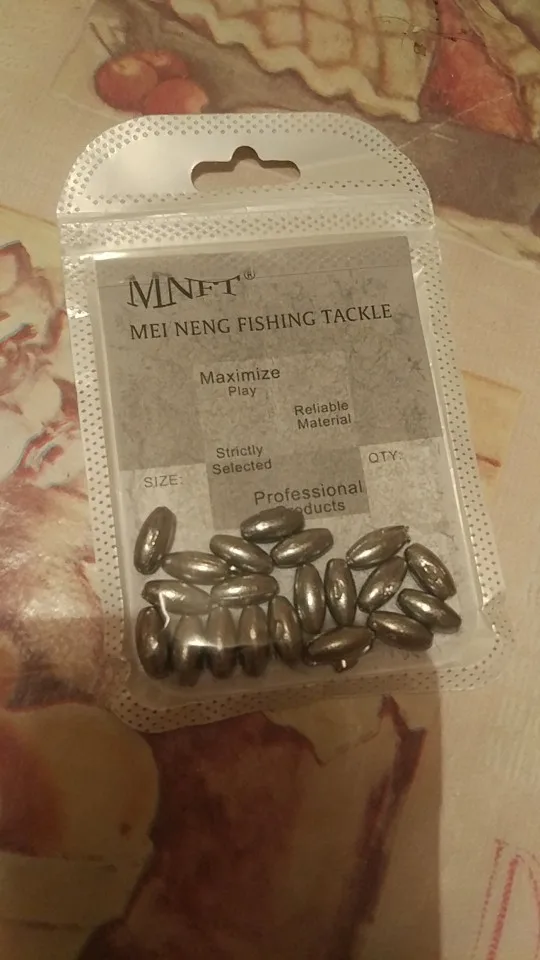 MNFT®
MEI NENG FISHING TACKLE
Maximize
Play
Reliable
Material
Strictly
Selected
SIZE:
QTY:
Professional